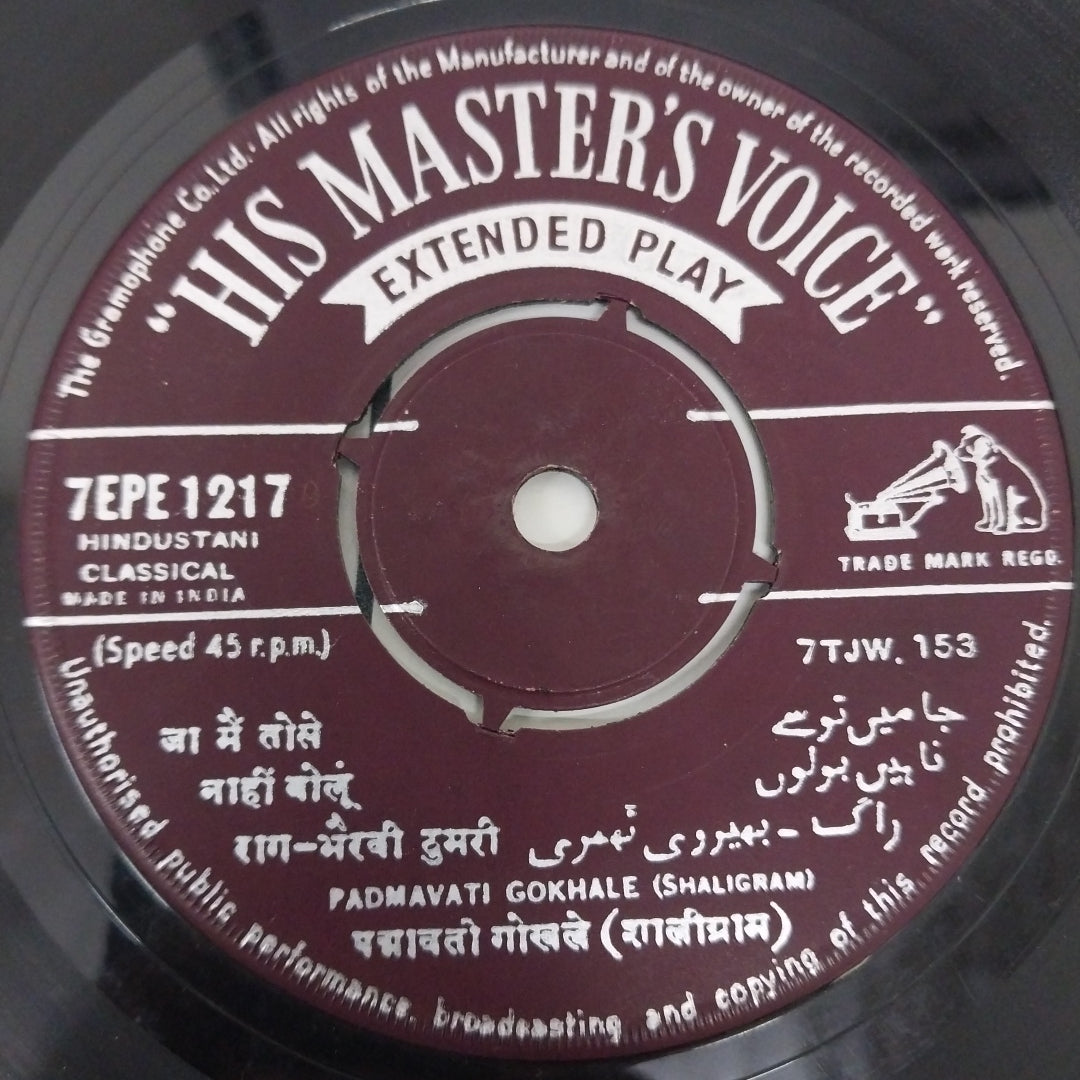 The Gramophone Co., Ltd. · All rights of the Manufacturer and of the owner of the recorded work reserved.
"HIS MASTER'S VOICE"
EXTENDED PLAY
7EPE 1217
HINDUSTANI
CLASSICAL
MADE IN INDIA
TRADE MARK REGD.
(Speed 45 r.p.m.)
7TJW. 153
जा मैं तोसे
नाहीं बोलूं
राग-भैरवी ठुमरी
جا میں توسے
نا ہیں بولوں
راگ - بھیروی ٹھمری
PADMAVATI GOKHALE (SHALIGRAM)
पद्मावती गोखले (शालीग्राम)
Unauthorised public performance, broadcasting and copying of this record prohibited.